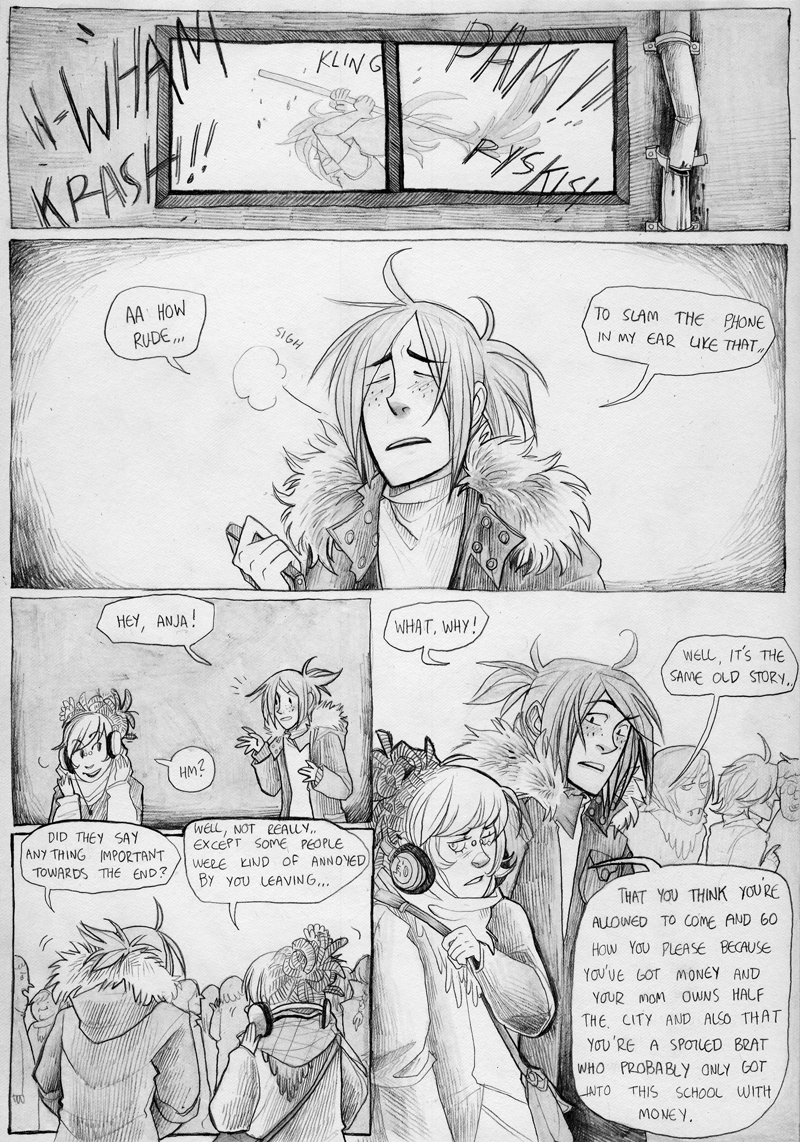 W-WHAM
KRASH!!
KLING
DAM!!
RYSKIS!
AA HOW
RUDE...
SIGH
TO SLAM THE PHONE
IN MY EAR LIKE THAT..
HEY, ANJA!
HM?
DID THEY SAY
ANYTHING IMPORTANT
TOWARDS THE END?
WELL, NOT REALLY..
EXCEPT SOME PEOPLE
WERE KIND OF ANNOYED
BY YOU LEAVING...
WHAT, WHY!
WELL, IT'S THE
SAME OLD STORY..
THAT YOU THINK YOU'RE
ALLOWED TO COME AND GO
HOW YOU PLEASE BECAUSE
YOU'VE GOT MONEY AND
YOUR MOM OWNS HALF
THE CITY AND ALSO THAT
YOU'RE A SPOILED BRAT
WHO PROBABLY ONLY GOT
INTO THIS SCHOOL WITH
MONEY.